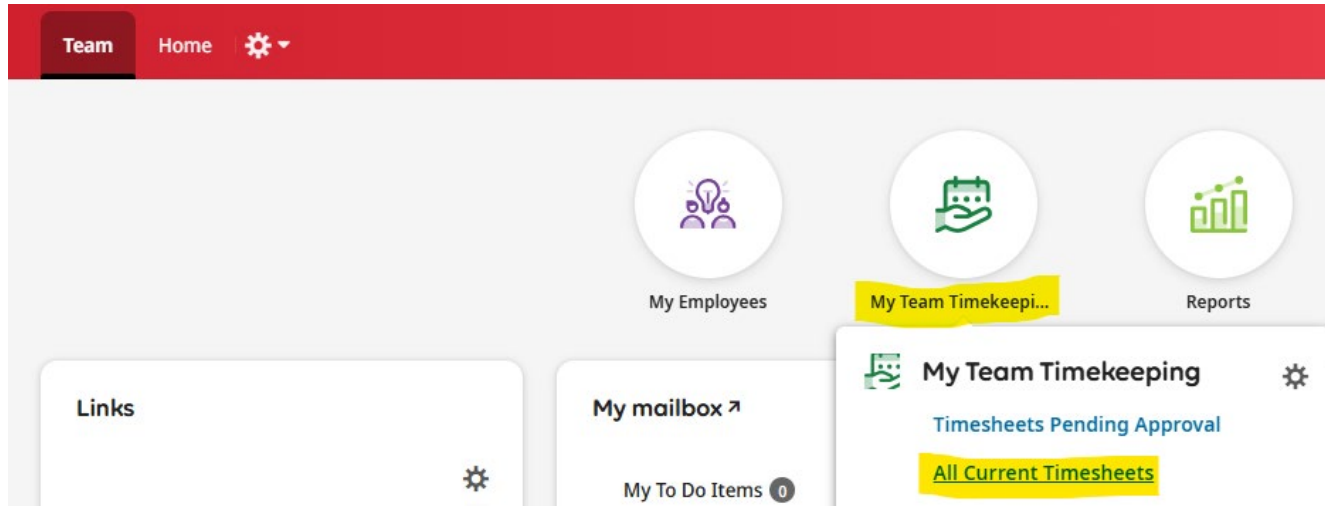 Team Home
My Employees My Team Timekeepi... Reports
Links
My mailbox
My To Do Items 0
My Team Timekeeping
Timesheets Pending Approval
All Current Timesheets